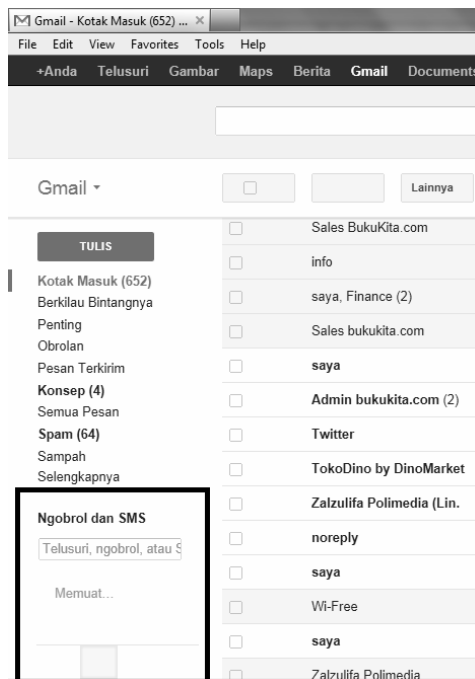 Gmail - Kotak Masuk (652) ...
File Edit View Favorites Tools Help
+Anda Telusuri Gambar Maps Berita Gmail Documents
Gmail
Lainnya
TULIS
Kotak Masuk (652)
Berkilau Bintangnya
Penting
Obrolan
Pesan Terkirim
Konsep (4)
Semua Pesan
Spam (64)
Sampah
Selengkapnya
Ngobrol dan SMS
Telusuri, ngobrol, atau S
Memuat...
Sales BukuKita.com
info
saya, Finance (2)
Sales bukukita.com
saya
Admin bukukita.com (2)
Twitter
TokoDino by DinoMarket
Zalzulifa Polimedia (Lin.
noreply
saya
Wi-Free
saya
Zalzulifa Polimedia